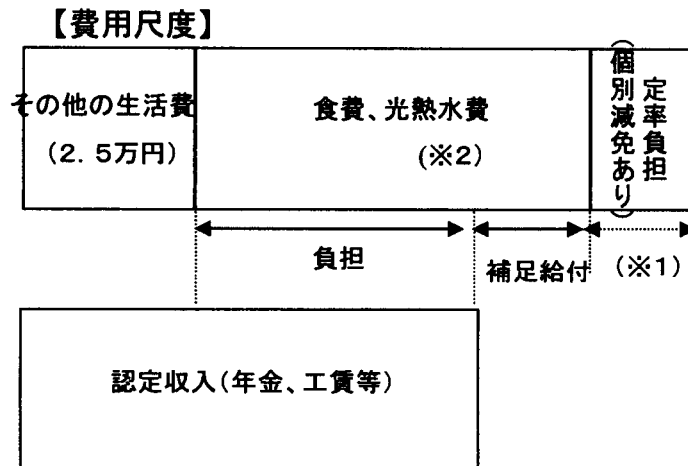 【費用尺度】
その他の生活費
(2．5万円)
食費、光熱水費
(※2)
定率負担
(個別減免あり)
負担
補足給付
(※1)
認定収入(年金、工賃等)